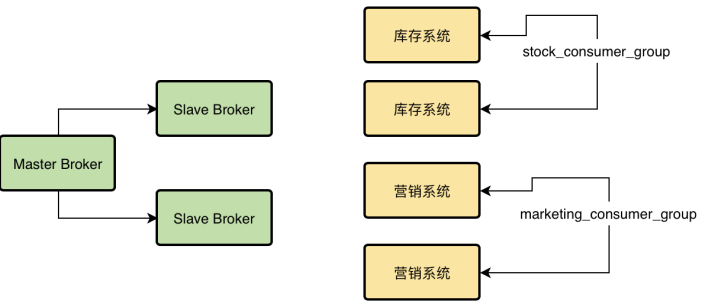 Master Broker
Slave Broker
Slave Broker
库存系统
库存系统
stock_consumer_group
营销系统
营销系统
marketing_consumer_group